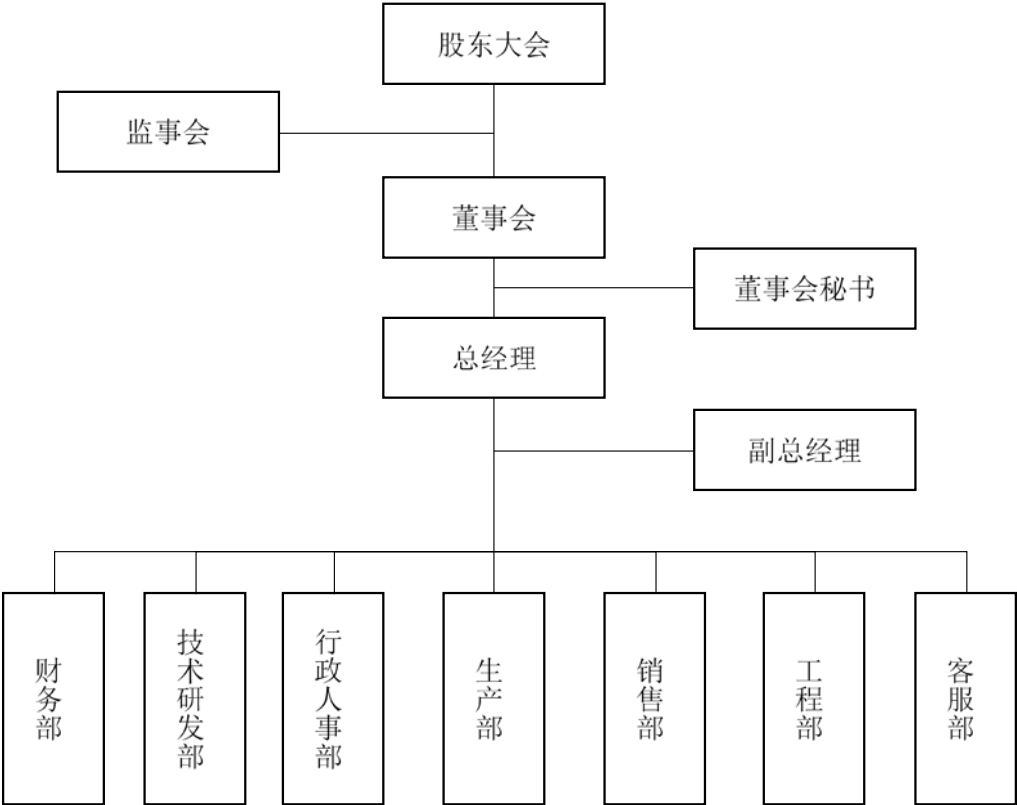 股东大会
监事会
董事会
董事会秘书
总经理
副总经理
财务部
技术研发部
行政人事部
生产部
销售部
工程部
客服部